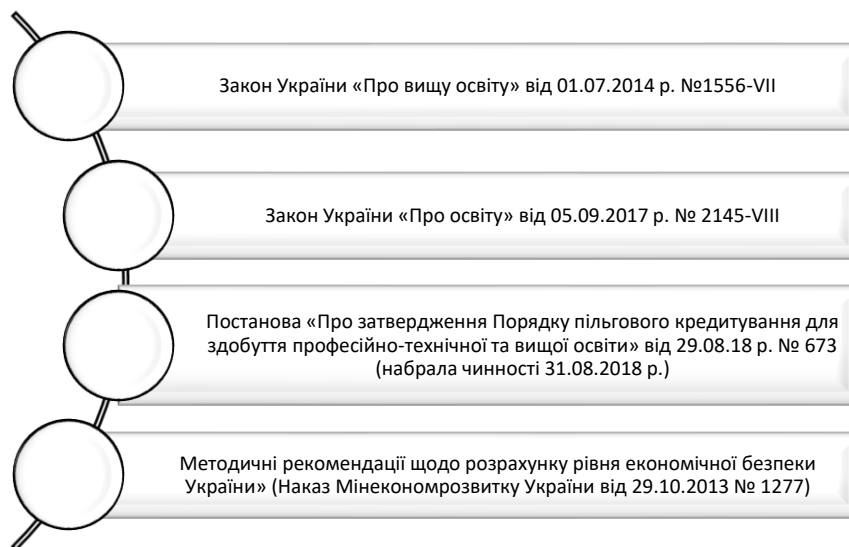 Закон України «Про вищу освіту» від 01.07.2014 р. №1556-VII
Закон України «Про освіту» від 05.09.2017 р. № 2145-VIII
Постанова «Про затвердження Порядку пільгового кредитування для
здобуття професійно-технічної та вищої освіти» від 29.08.18 р. № 673
(набрала чинності 31.08.2018 р.)
Методичні рекомендації щодо розрахунку рівня економічної безпеки
України» (Наказ Мінекономрозвитку України від 29.10.2013 № 1277)